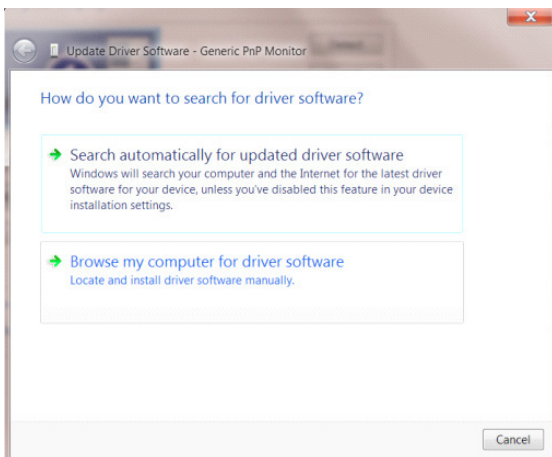 Update Driver Software - Generic PnP Monitor
How do you want to search for driver software?
Search automatically for updated driver software
Windows will search your computer and the Internet for the latest driver
software for your device, unless you've disabled this feature in your device
installation settings.
Browse my computer for driver software
Locate and install driver software manually.
Cancel